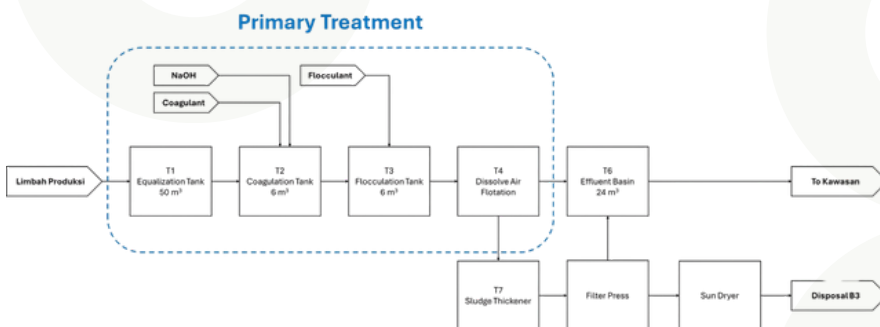 Primary Treatment
NaOH
Flocculant
Coagulant
Limbah Produksi
T1
Equalization Tank
50 m³
T2
Coagulation Tank
6 m³
T3
Flocculation Tank
6 m³
T4
Dissolve Air
Flotation
T6
Effluent Basin
24 m³
To Kawasan
T7
Sludge Thickener
Filter Press
Sun Dryer
Disposal B3